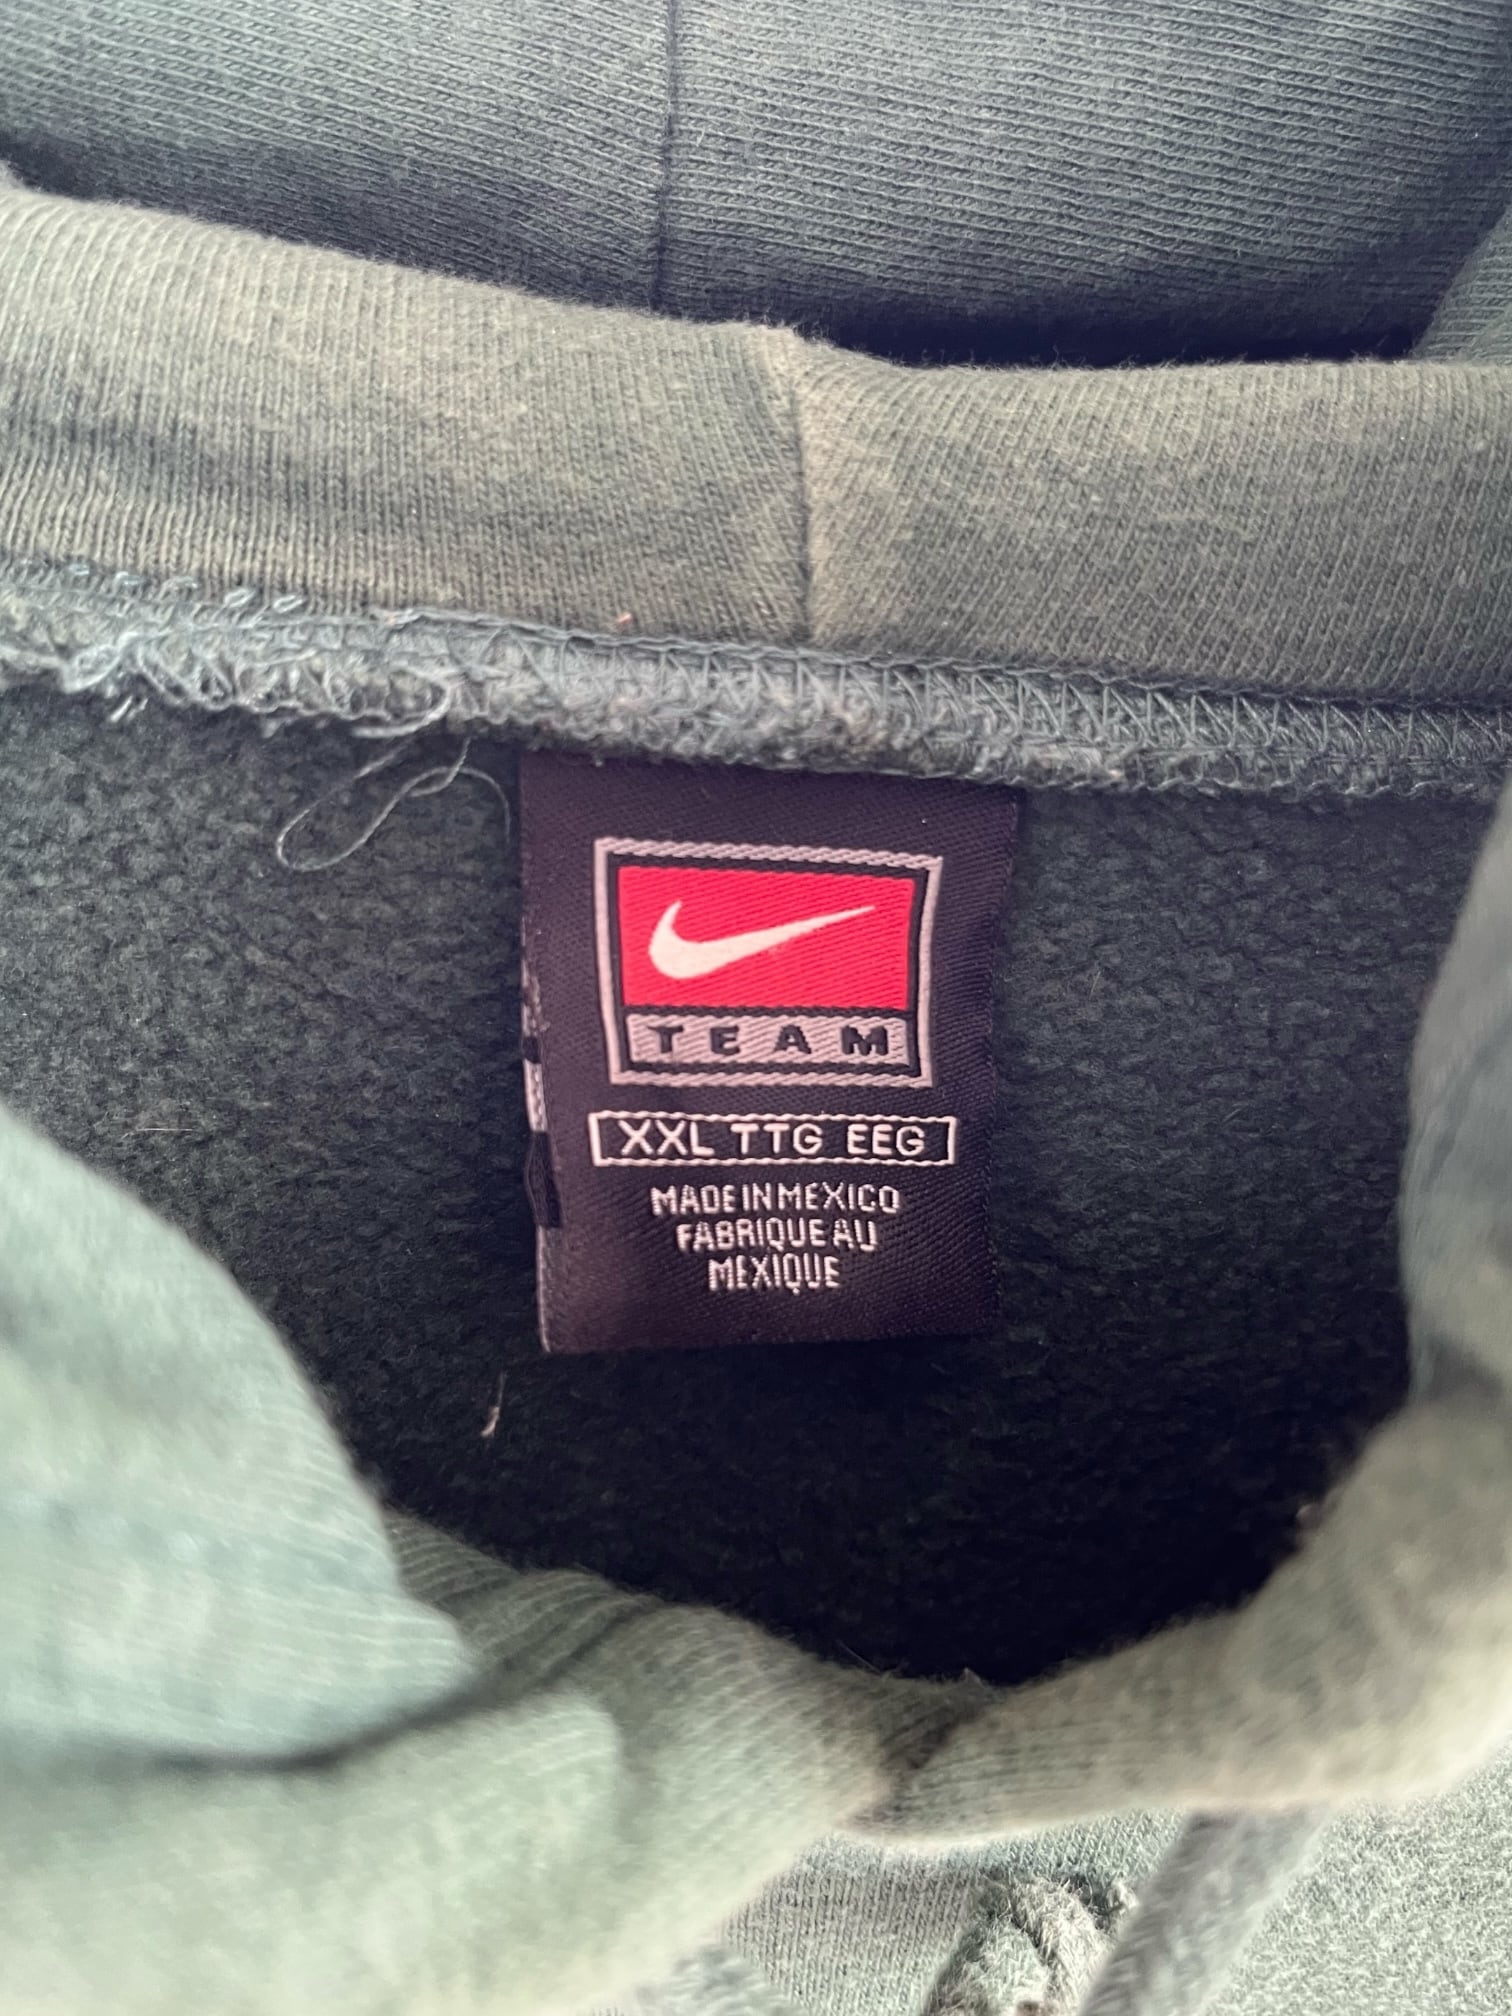 TEAM
XXL TTG EEG
MADE IN MEXICO
FABRIQUE AU
MEXIQUE